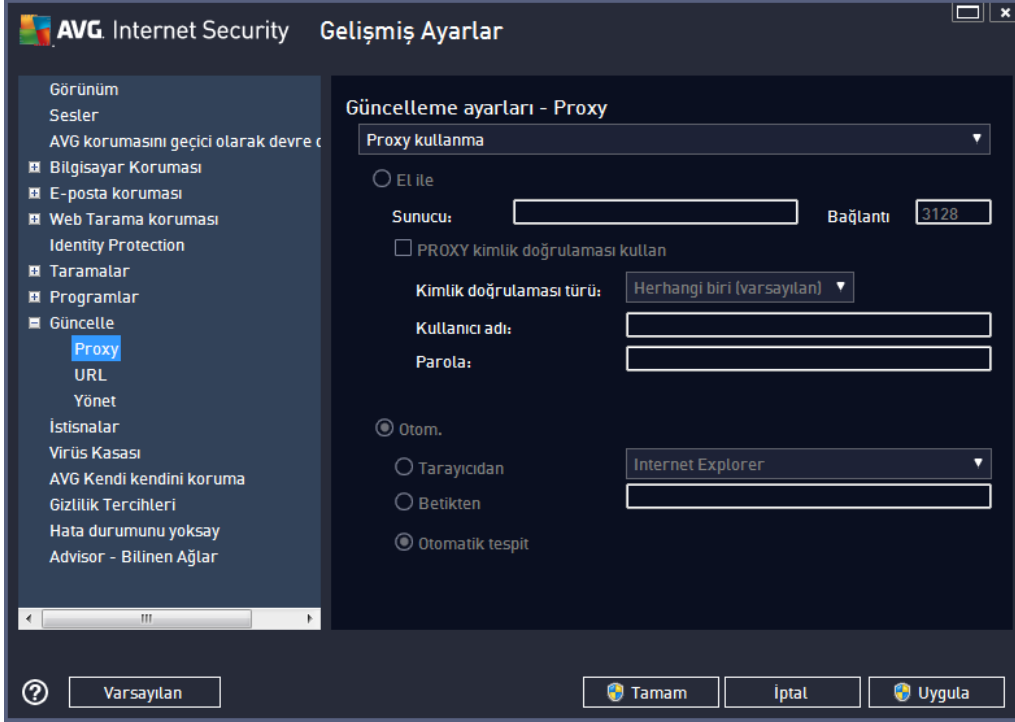 AVG. Internet Security Gelişmiş Ayarlar
Görünüm
Sesler
AVG korumasını geçici olarak devre d
Bilgisayar Koruması
E-posta koruması
Web Tarama koruması
Identity Protection
Taramalar
Programlar
Güncelle
Proxy
URL
Yönet
İstisnalar
Virüs Kasası
AVG Kendi kendini koruma
Gizlilik Tercihleri
Hata durumunu yoksay
Advisor - Bilinen Ağlar
Güncelleme ayarları - Proxy
Proxy kullanma
El ile
Sunucu: Bağlantı 3128
PROXY kimlik doğrulaması kullan
Kimlik doğrulaması türü: Herhangi biri (varsayılan)
Kullanıcı adı:
Parola:
Otom.
Tarayıcıdan Internet Explorer
Betikten
Otomatik tespit
Varsayılan Tamam İptal Uygula